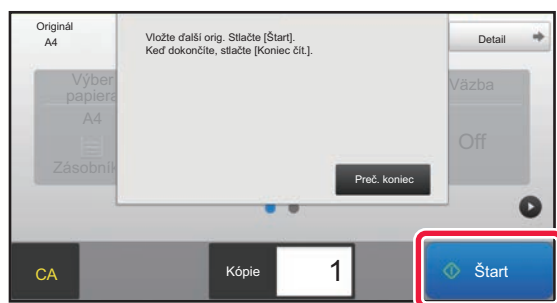 Originál
A4
Vložte ďalší orig. Stlačte [Štart].
Keď dokončíte, stlačte [Koniec čít.].
Detail
Výber
papiera
A4
Zásobník
Väzba
Off
Preč. koniec
CA
Kópie
1
Štart